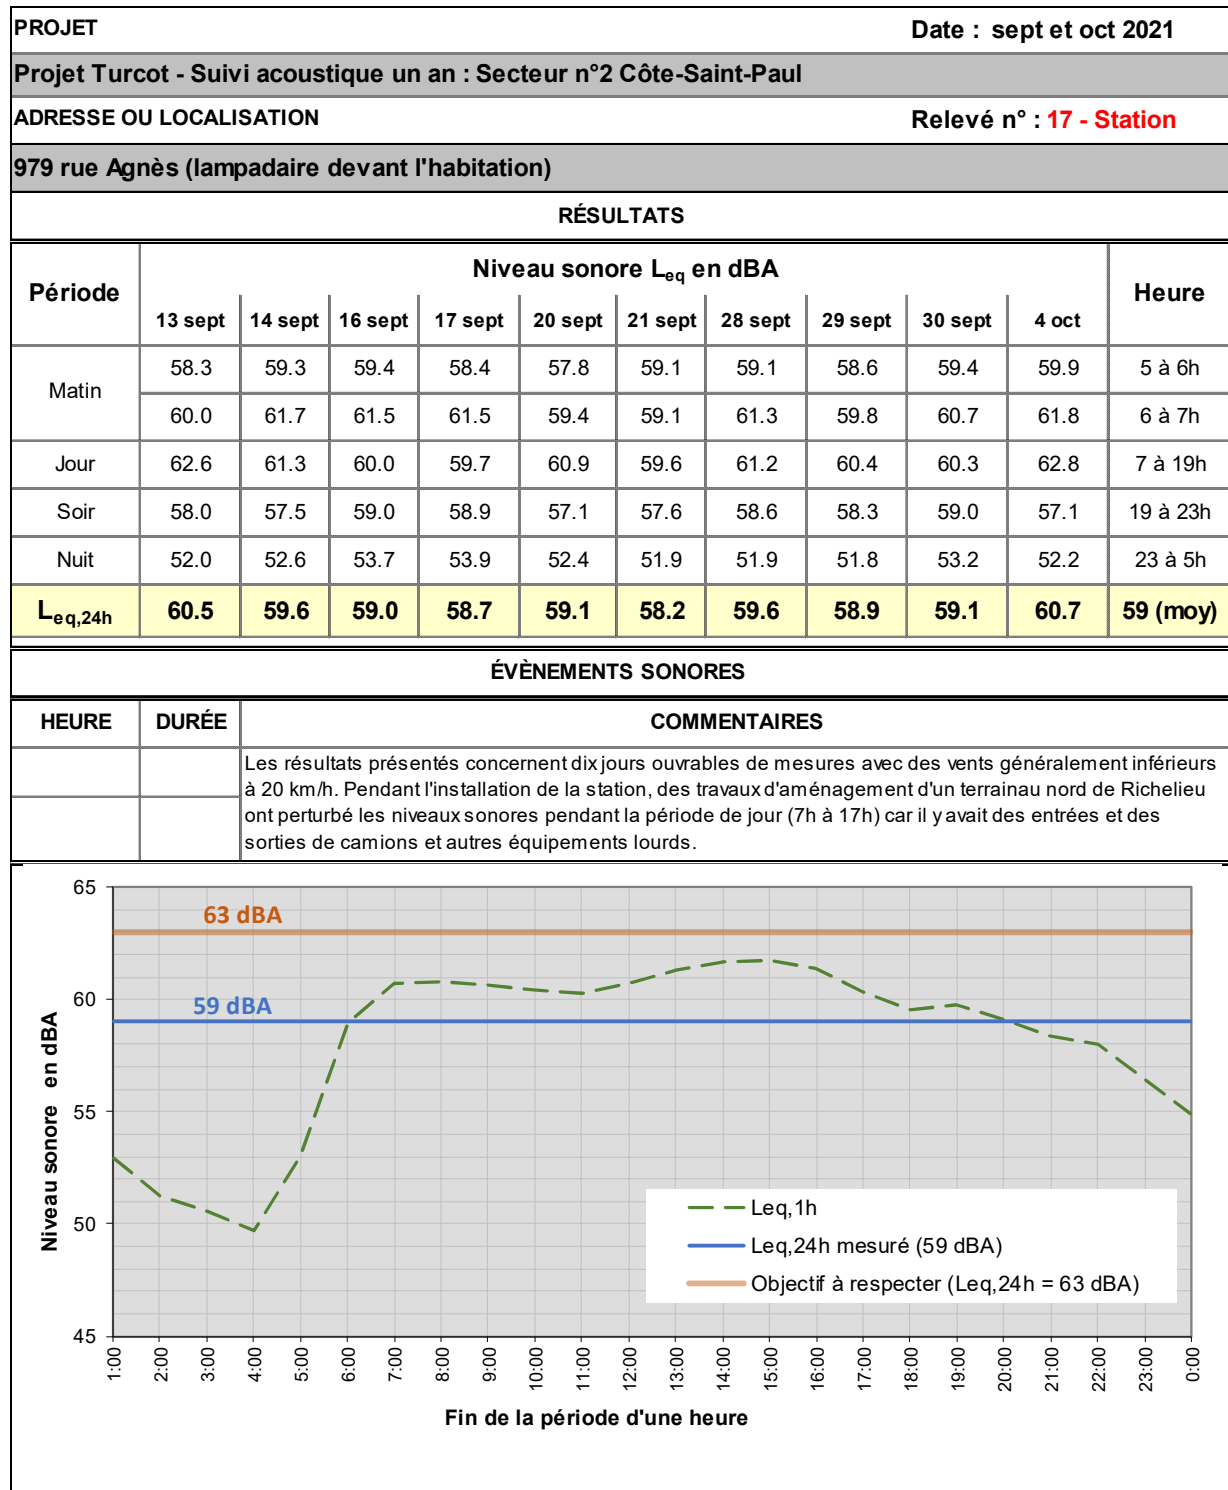 PROJET Date : sept et oct 2021
Projet Turcot - Suivi acoustique un an : Secteur n°2 Côte-Saint-Paul
ADRESSE OU LOCALISATION Relevé n° : 17 - Station
979 rue Agnès (lampadaire devant l'habitation)
RÉSULTATS
Période Niveau sonore Leq en dBA Heure
13 sept 14 sept 16 sept 17 sept 20 sept 21 sept 28 sept 29 sept 30 sept 4 oct
Matin 58.3 59.3 59.4 58.4 57.8 59.1 59.1 58.6 59.4 59.9 5 à 6h
60.0 61.7 61.5 61.5 59.4 59.1 61.3 59.8 60.7 61.8 6 à 7h
Jour 62.6 61.3 60.0 59.7 60.9 59.6 61.2 60.4 60.3 62.8 7 à 19h
Soir 58.0 57.5 59.0 58.9 57.1 57.6 58.6 58.3 59.0 57.1 19 à 23h
Nuit 52.0 52.6 53.7 53.9 52.4 51.9 51.9 51.8 53.2 52.2 23 à 5h
Leq,24h 60.5 59.6 59.0 58.7 59.1 58.2 59.6 58.9 59.1 60.7 59 (moy)
ÉVÈNEMENTS SONORES
HEURE DURÉE COMMENTAIRES
Les résultats présentés concernent dix jours ouvrables de mesures avec des vents généralement inférieurs
à 20 km/h. Pendant l'installation de la station, des travaux d'aménagement d'un terrainau nord de Richelieu
ont perturbé les niveaux sonores pendant la période de jour (7h à 17h) car il y avait des entrées et des
sorties de camions et autres équipements lourds.
65
63 dBA
60
59 dBA
55
50
45
Niveau sonore en dBA
Leq,1h
Leq,24h mesuré (59 dBA)
Objectif à respecter (Leq,24h = 63 dBA)
1:00 2:00 3:00 4:00 5:00 6:00 7:00 8:00 9:00 10:00 11:00 12:00 13:00 14:00 15:00 16:00 17:00 18:00 19:00 20:00 21:00 22:00 23:00 0:00
Fin de la période d'une heure